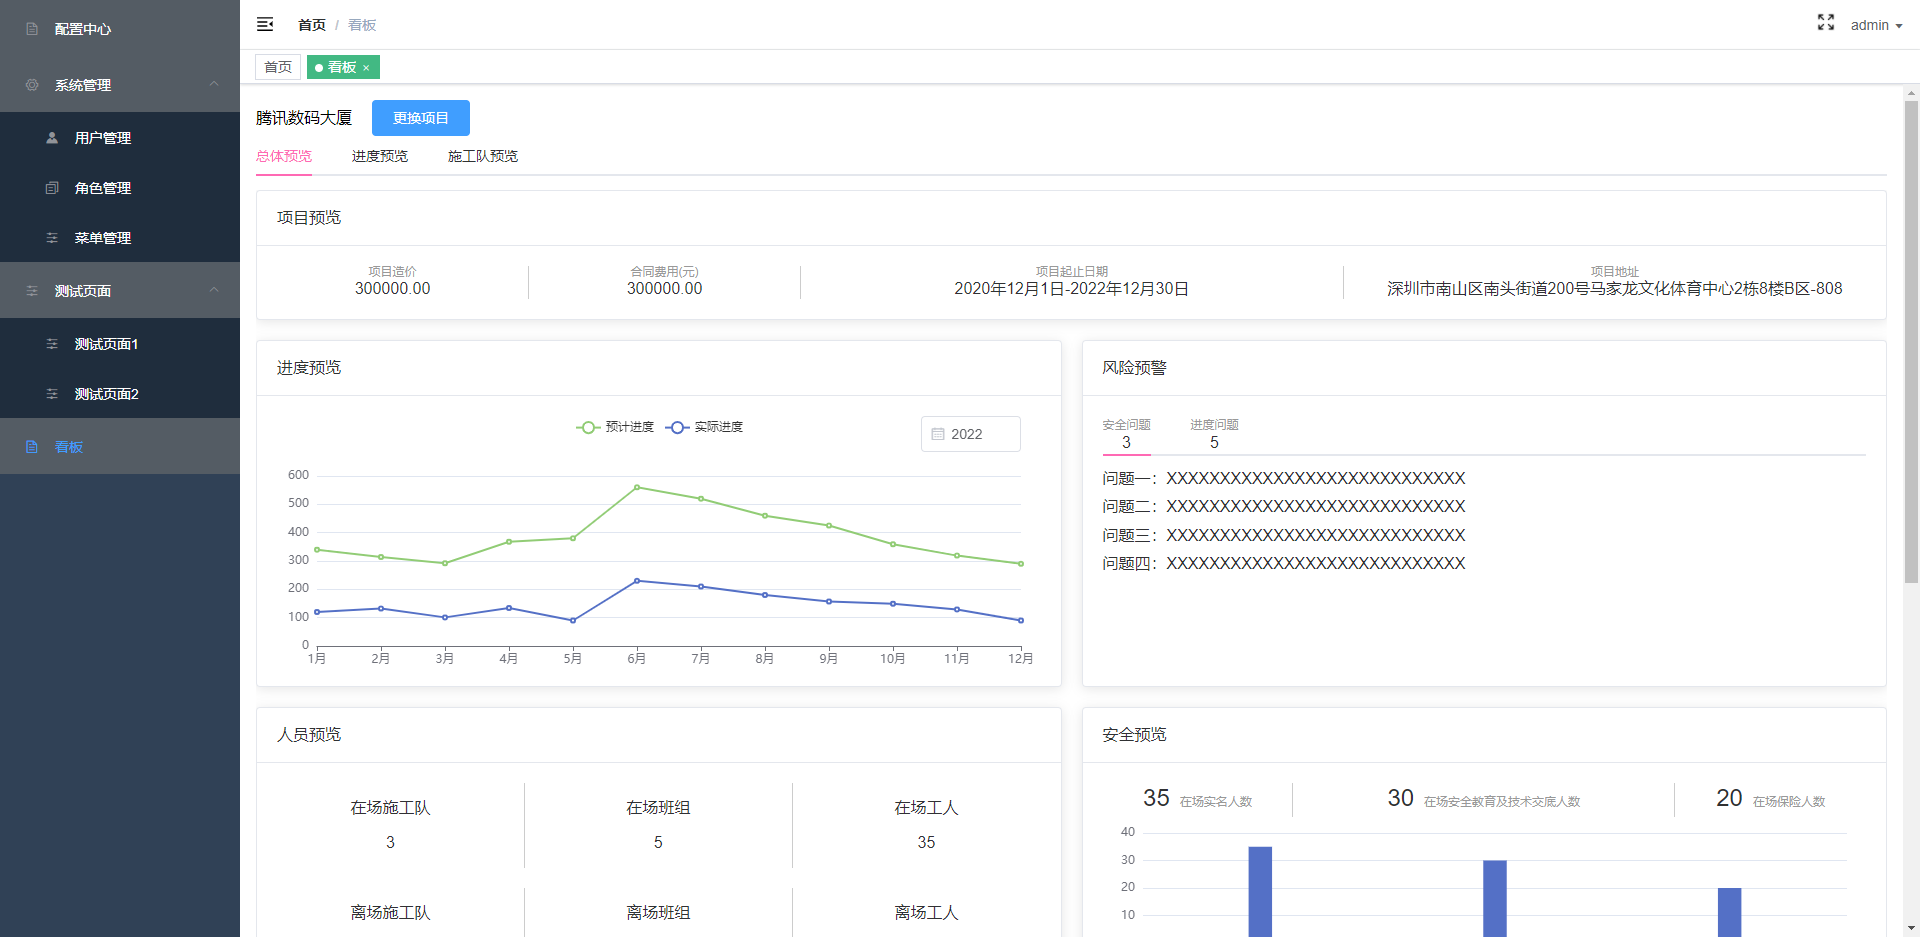 配置中心
系统管理
用户管理
角色管理
菜单管理
测试页面
测试页面1
测试页面2
看板
首页 / 看板
admin
首页
看板 ×
腾讯数码大厦
更换项目
总体预览
进度预览
施工队预览
项目预览
项目造价
300000.00
合同费用(元)
300000.00
项目起止日期
2020年12月1日-2022年12月30日
项目地址
深圳市南山区南头街道200号马家龙文化体育中心2栋8楼B区-808
进度预览
预计进度
实际进度
2022
600
500
400
300
200
100
0
1月
2月
3月
4月
5月
6月
7月
8月
9月
10月
11月
12月
风险预警
安全问题
3
进度问题
5
问题一：XXXXXXXXXXXXXXXXXXXXXXXXXXXX
问题二：XXXXXXXXXXXXXXXXXXXXXXXXXXXX
问题三：XXXXXXXXXXXXXXXXXXXXXXXXXXXX
问题四：XXXXXXXXXXXXXXXXXXXXXXXXXXXX
人员预览
在场施工队
3
在场班组
5
在场工人
35
离场施工队
离场班组
离场工人
安全预览
35 在场实名人数
30 在场安全教育及技术交底人数
20 在场保险人数
40
30
20
10